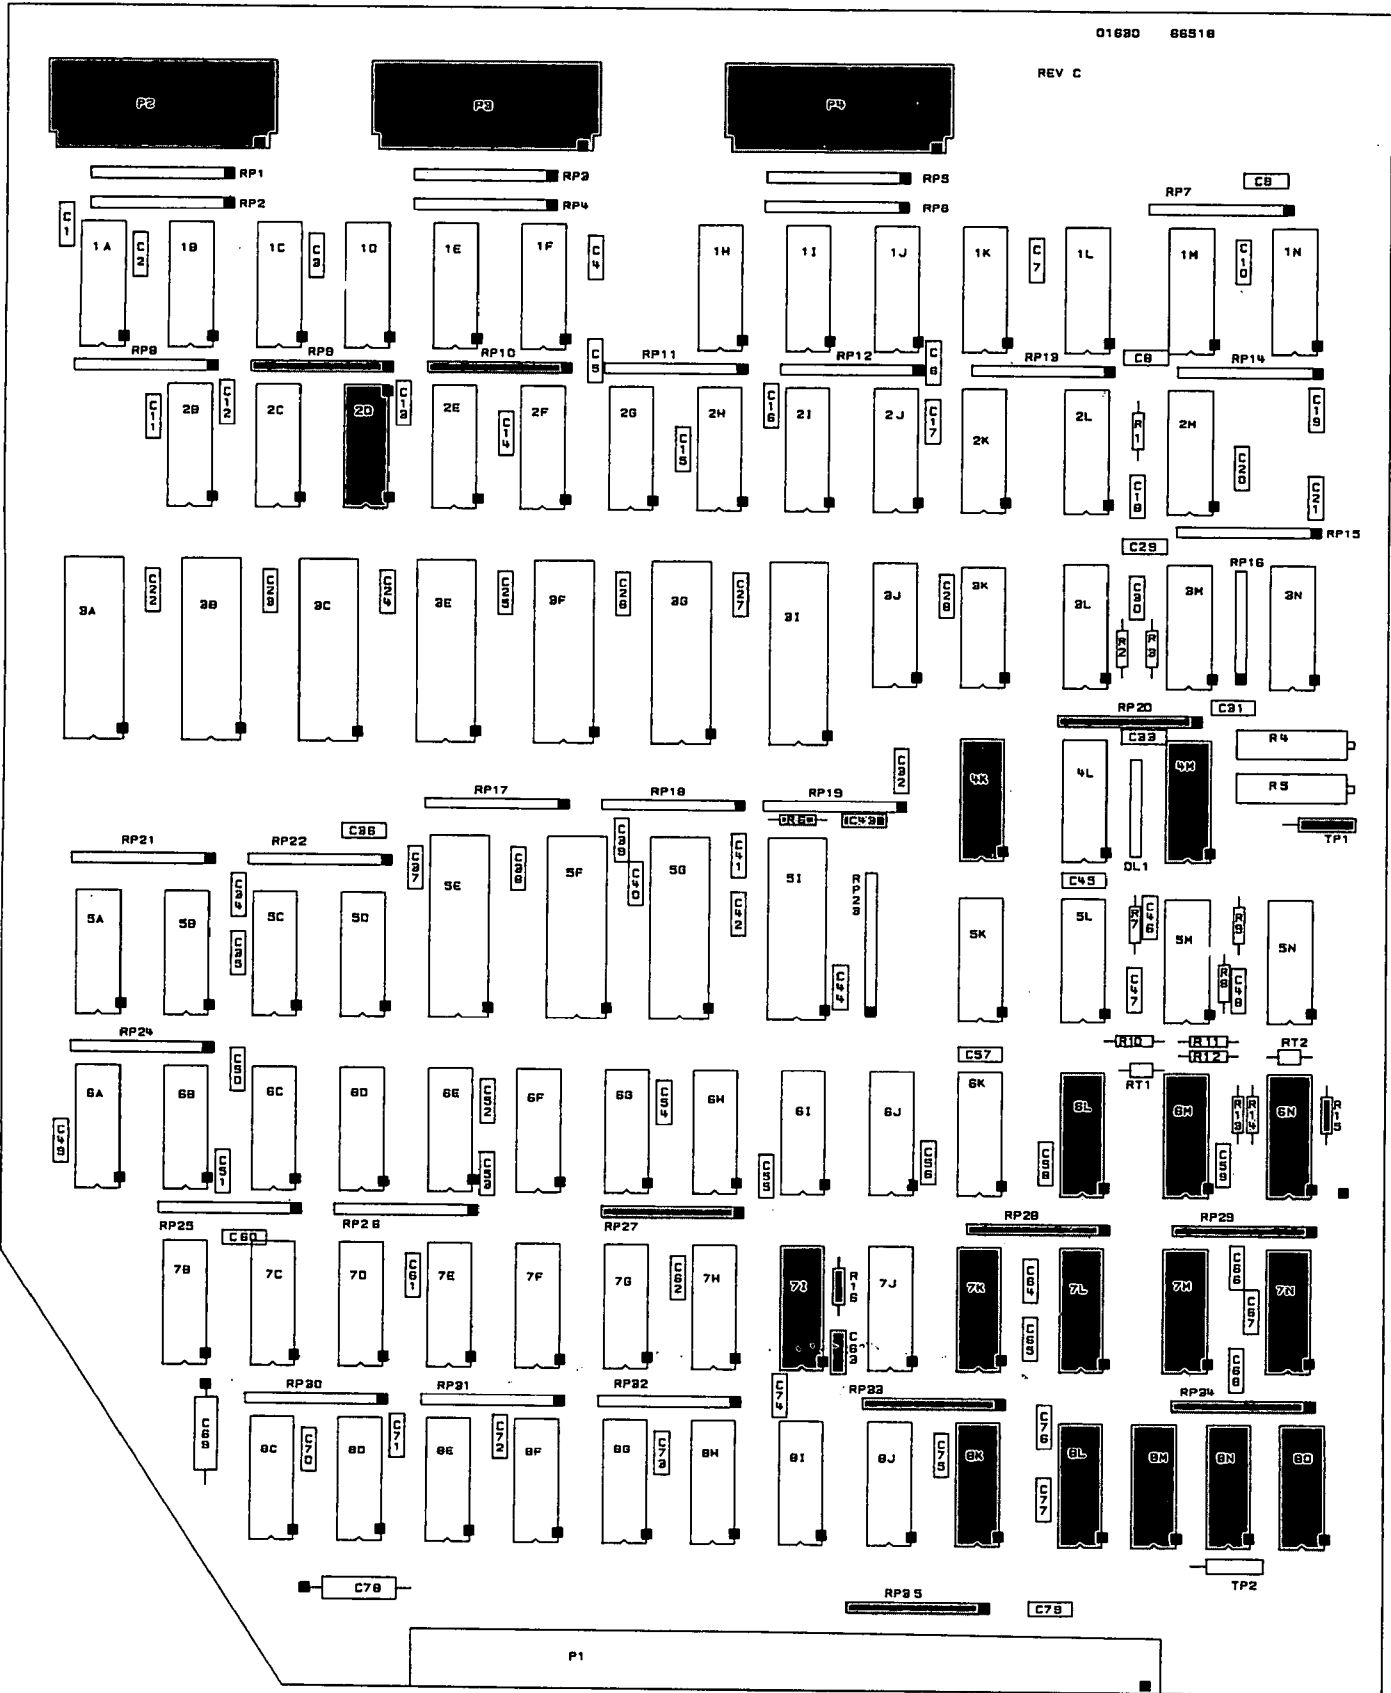 01630 66518
REV C
P2 P3 P4
RP1 RP3 RP5 C8
RP2 RP4 RP6 RP7
C1 1A C2 1B 1C C3 1D 1E 1F C4 1H 1I 1J 1K C7 1L 1M C10 1N
RP8 RP9 RP10 C5 RP11 RP12 C6 RP13 C9 RP14
C11 2B C12 2C 2D C13 2E C14 2F 2G C15 2H C16 2I 2J C17 2K 2L R1 C18 2M C20 C19 C21
C29 RP15
RP16
3A C22 3B C23 3C C24 3E C25 3F C26 3G C27 3I 3J C28 3K 3L C30 R2 R3 3M 3N
RP20 C31
C33 R4
4K 4L 4M R5
C32
RP17 RP18 RP19
R6 C43 TP1
RP21 RP22 C36 DL1
C37 C38 C39 C40 C41 C42 C45
5A 5B C34 C35 5C 5D 5E 5F 5G 5I C44 RP23 5K 5L R7 C46 C47 5M R8 R9 C48 5N
RP24 R10 R11 RT2
C50 C57 R12
RT1
C49 6A 6B C51 6C 6D 6E C52 C53 6F 6G C54 6H C55 6I 6J C56 6K C58 6L 6M C59 R13 R14 6N R15
RP25 RP26 RP27 RP28 RP29
C60
7B 7C 7D C61 7E 7F 7G C62 7H 7I R16 C63 7J 7K C64 C65 7L 7M C66 C67 C68 7N
RP30 RP31 RP32 C74 RP33 RP34
C69 8C C70 8D C71 8E C72 8F 8G C73 8H 8I 8J C75 8K C76 C77 8L 8M 8N 8O
C78 RP35 C79 TP2
P1